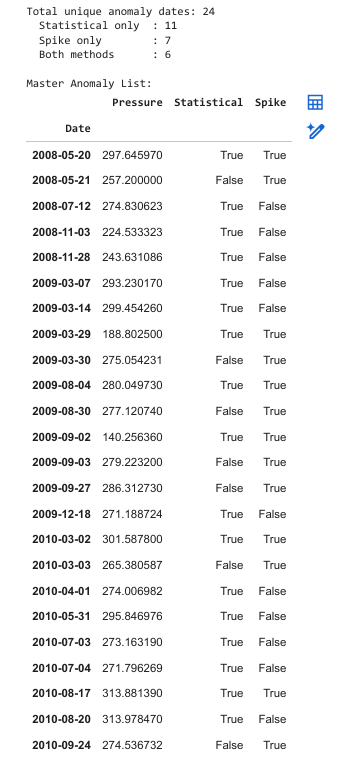 Total unique anomaly dates: 24
Statistical only : 11
Spike only : 7
Both methods : 6
Master Anomaly List:
Pressure Statistical Spike
Date
2008-05-20 297.645970 True True
2008-05-21 257.200000 False True
2008-07-12 274.830623 True False
2008-11-03 224.533323 True False
2008-11-28 243.631086 True False
2009-03-07 293.230170 True False
2009-03-14 299.454260 True False
2009-03-29 188.802500 True True
2009-03-30 275.054231 False True
2009-08-04 280.049730 True True
2009-08-30 277.120740 False True
2009-09-02 140.256360 True True
2009-09-03 279.223200 False True
2009-09-27 286.312730 False True
2009-12-18 271.188724 True False
2010-03-02 301.587800 True True
2010-03-03 265.380587 False True
2010-04-01 274.006982 True False
2010-05-31 295.846976 True False
2010-07-03 273.163190 True False
2010-07-04 271.796269 True False
2010-08-17 313.881390 True True
2010-08-20 313.978470 True False
2010-09-24 274.536732 False True